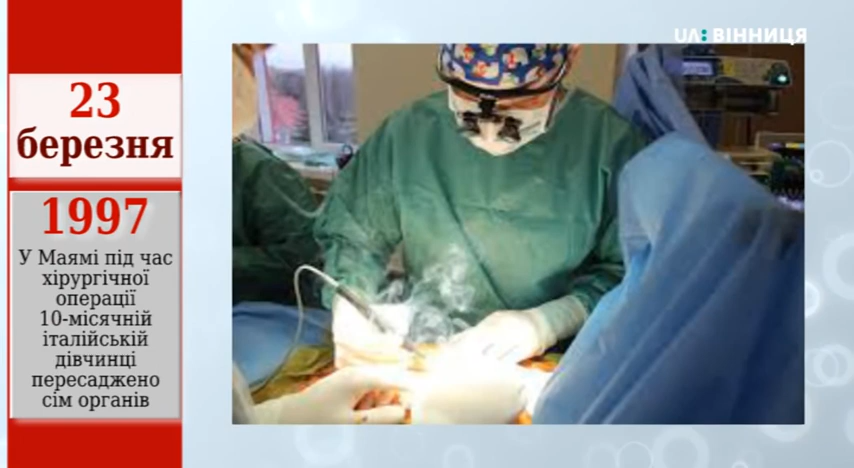 UA: ВІННИЦЯ
23
березня
1997
У Маямі під час
хірургічної
операції
10-місячній
італійській
дівчинці
пересаджено
сім органів